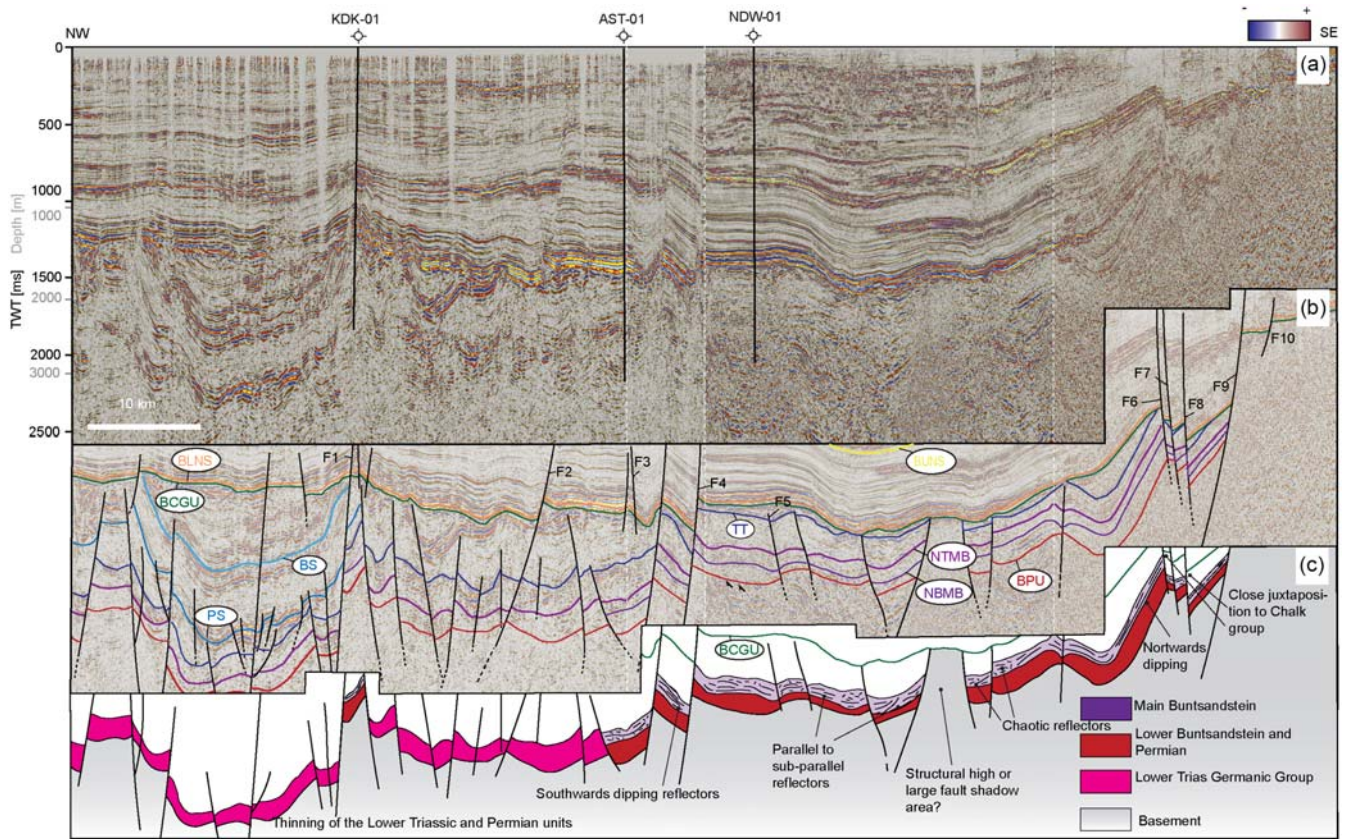 KDK-01
AST-01
NDW-01
NW
- +
SE
(a)
0
500
1000
1000
1500
2000
2000
3000
2500
Depth [m]
TWT [ms]
10 km
(b)
F10
F7
F9
F6
F8
BLNS
F1
F2
F3
BUNS
F4
BCGU
F5
TT
BS
NTMB
BPU
NBMB
PS
(c)
Close juxtaposi-
tion to Chalk
group
BCGU
Nortwards
dipping
Main Buntsandstein
Chaotic reflectors
Lower Buntsandstein and
Permian
Parallel to
sub-parallel
reflectors
Structural high or
large fault shadow
area?
Lower Trias Germanic Group
Southwards dipping reflectors
Thinning of the Lower Triassic and Permian units
Basement